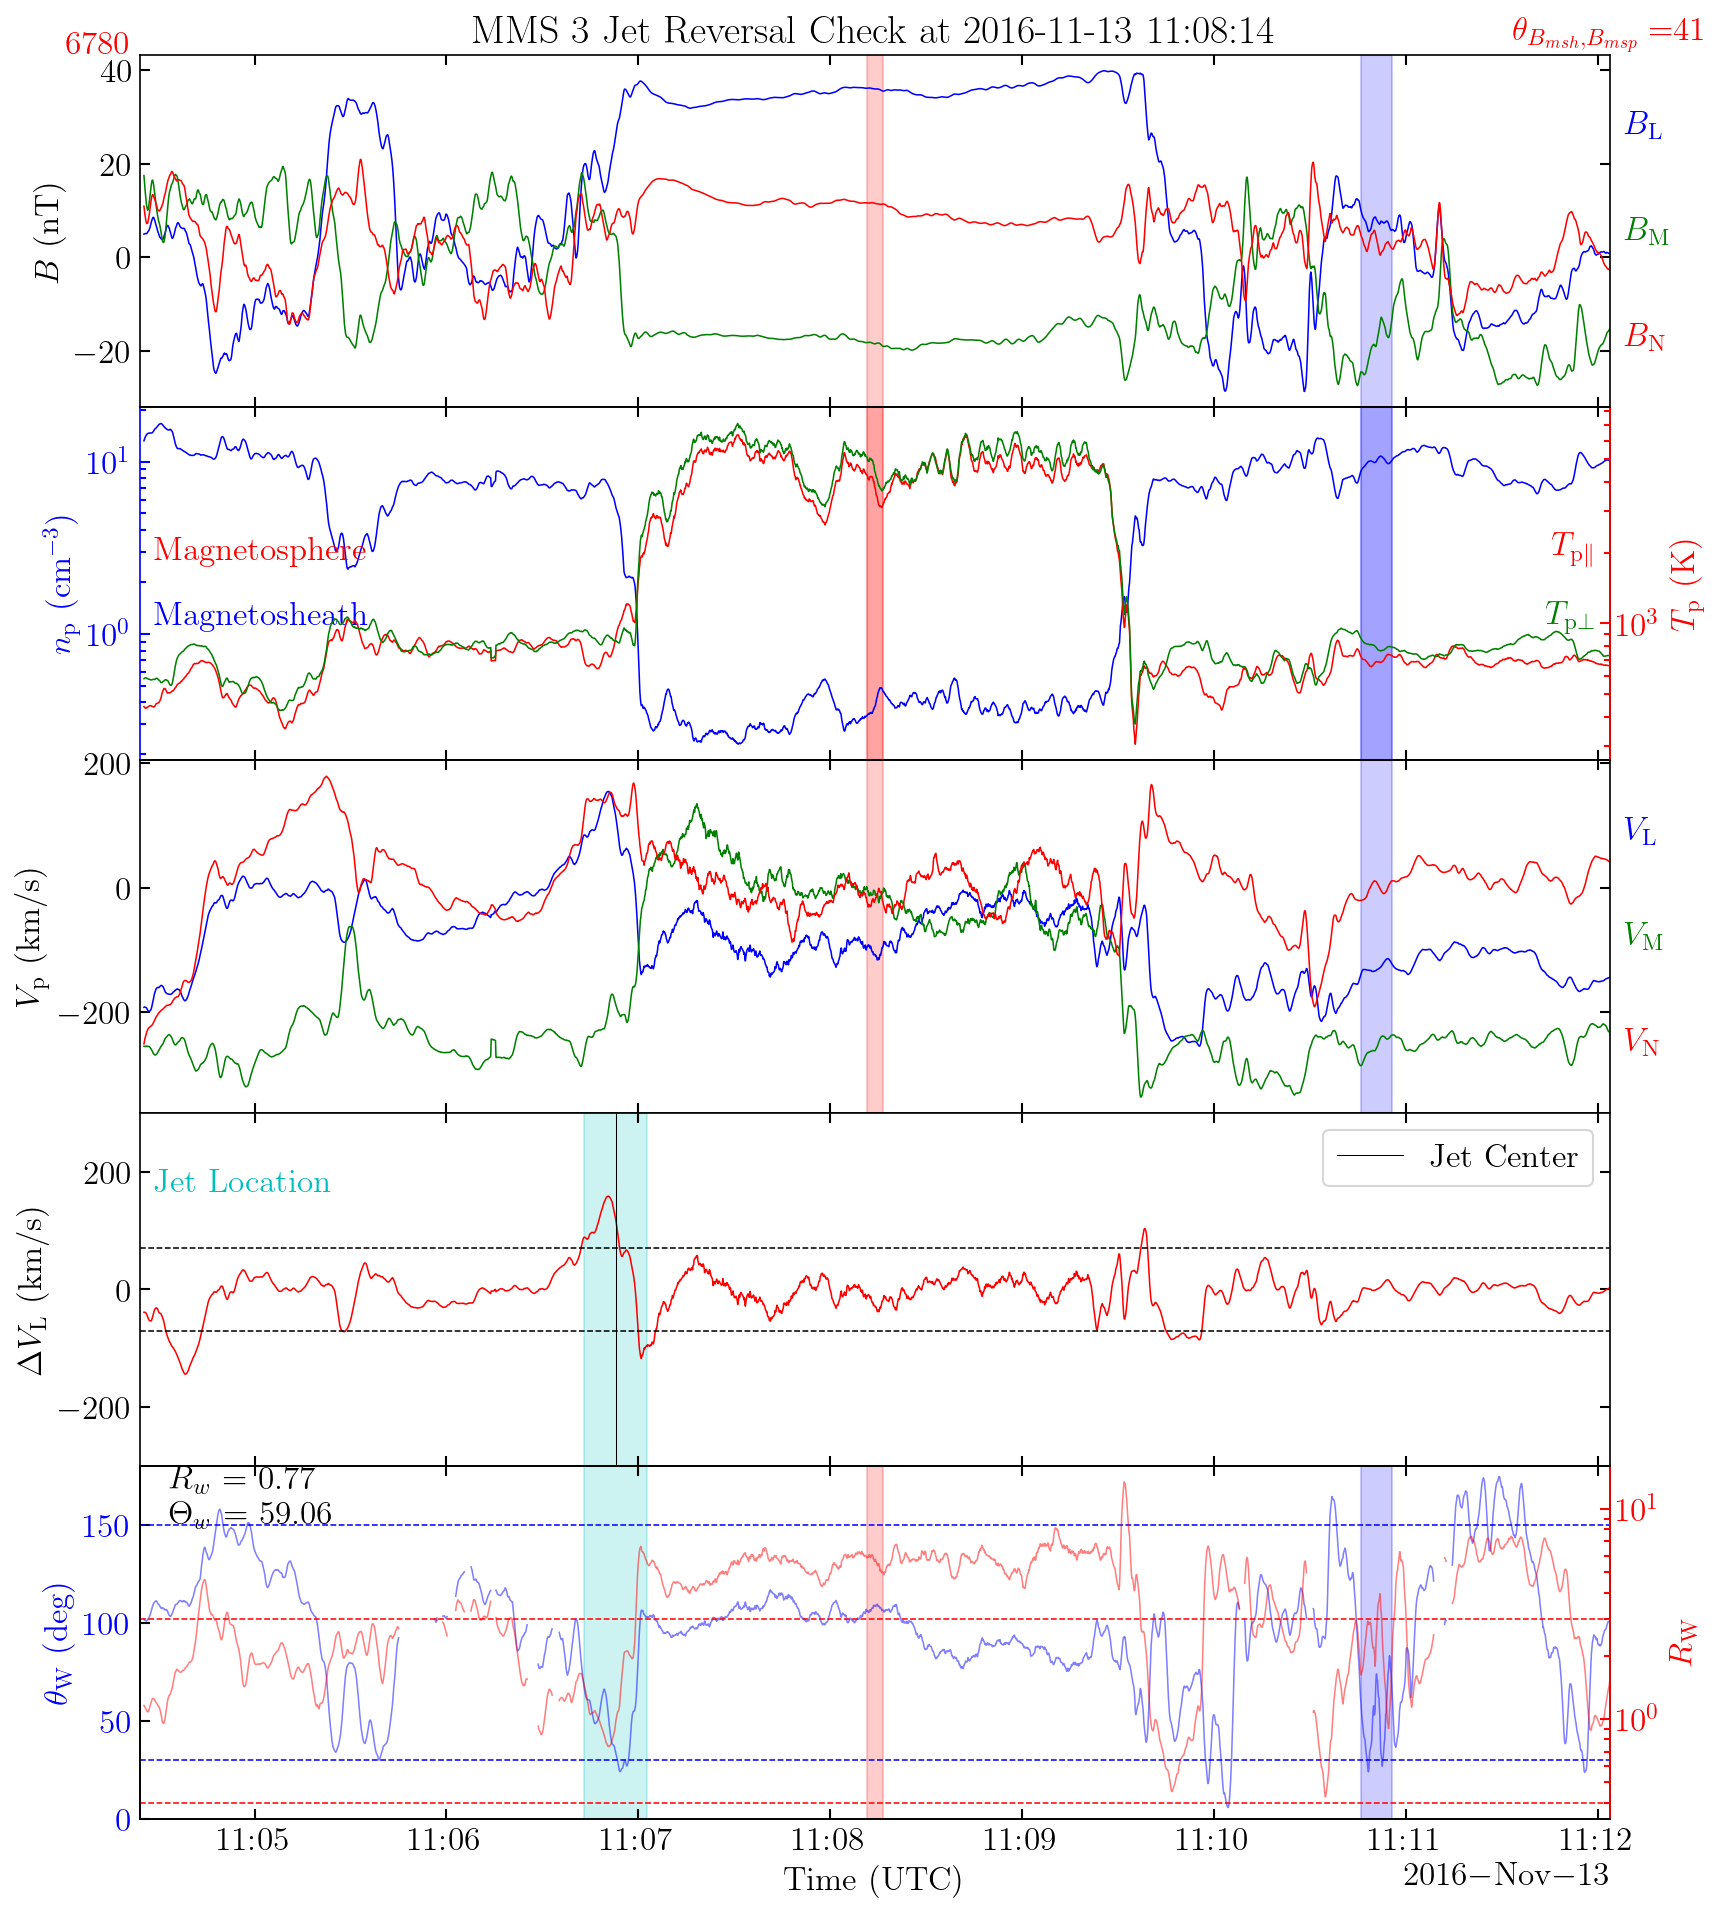 MMS 3 Jet Reversal Check at 2016-11-13 11:08:14
6780
θ_{B_{msh},B_{msp}} =41
40
20
0
−20
B (nT)
B_L
B_M
B_N
10^1
10^0
n_p (cm^{−3})
Magnetosphere
Magnetosheath
T_{p∥}
T_{p⊥}
10^3
T_p (K)
200
0
−200
V_p (km/s)
V_L
V_M
V_N
200
0
−200
ΔV_L (km/s)
Jet Location
Jet Center
R_w = 0.77
Θ_w = 59.06
150
100
50
0
θ_W (deg)
10^1
10^0
R_W
11:05
11:06
11:07
11:08
11:09
11:10
11:11
11:12
Time (UTC)
2016−Nov−13